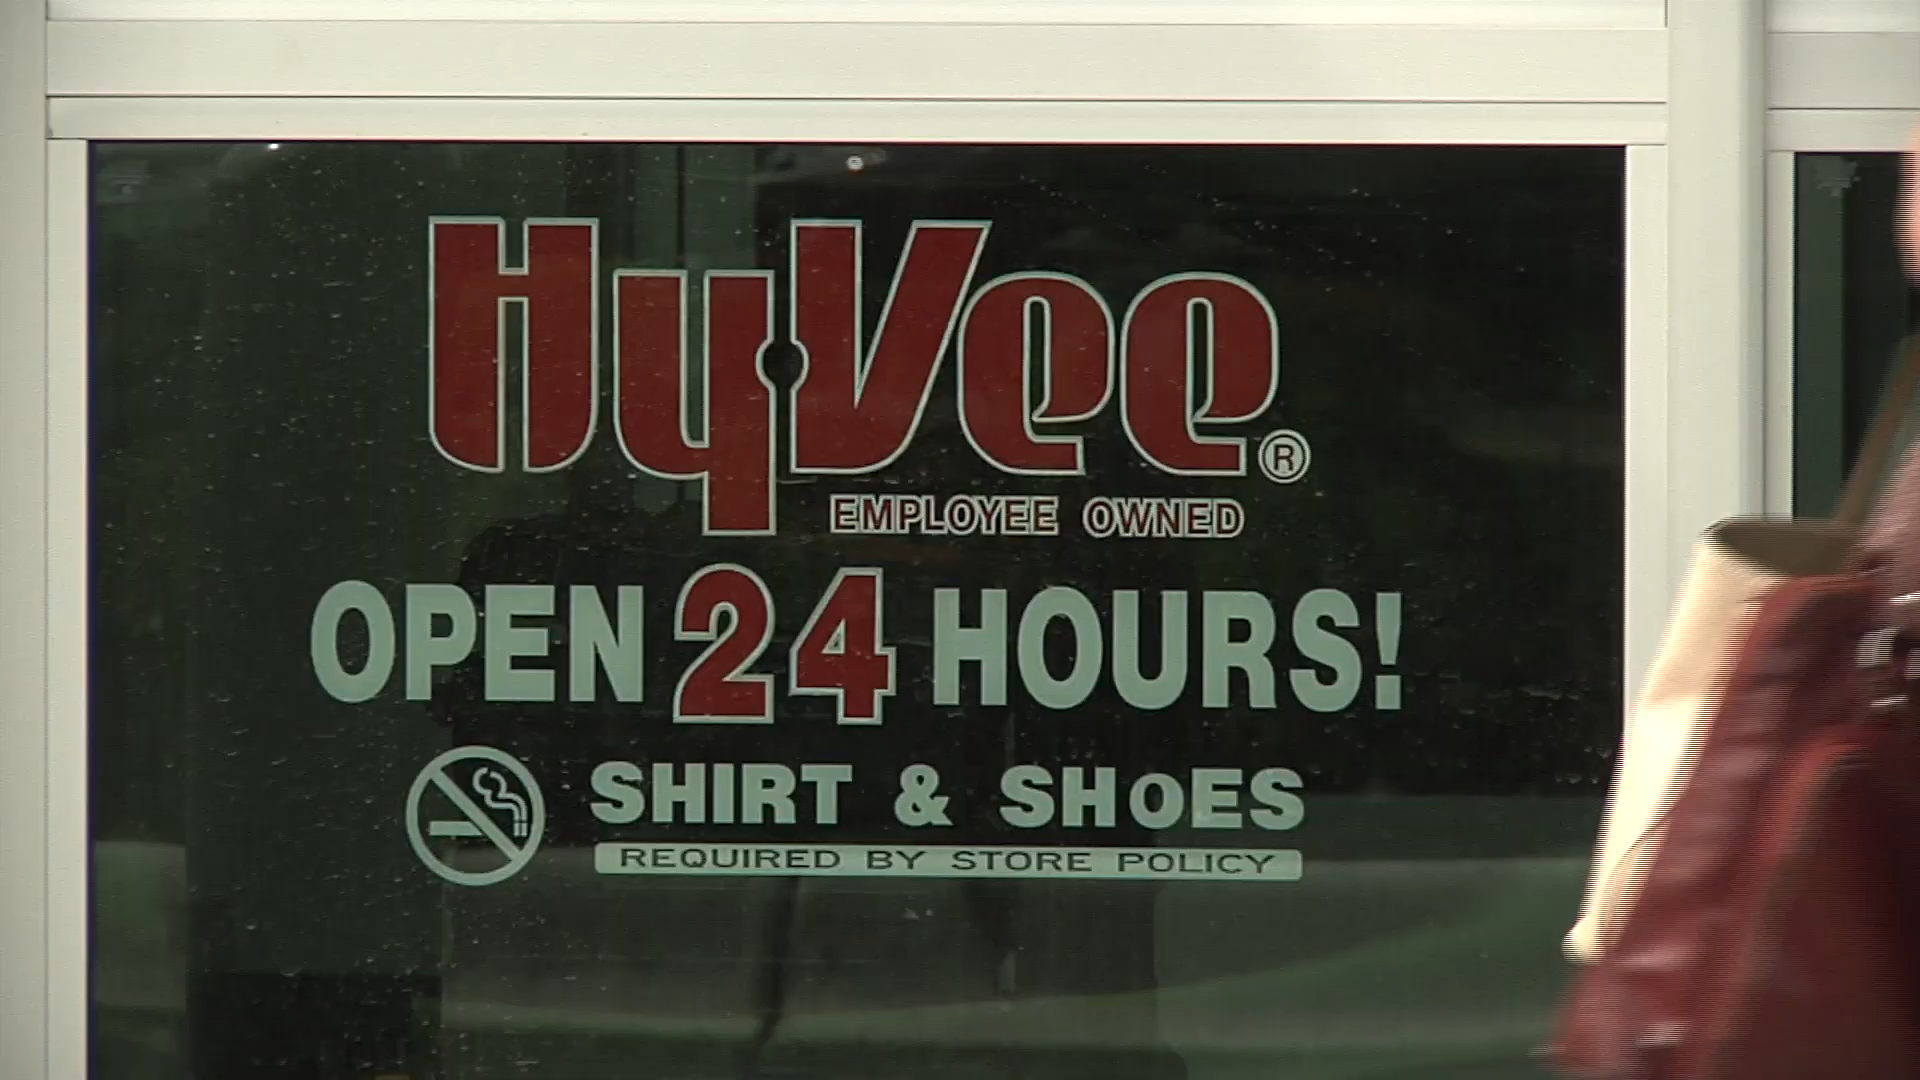 HyVee®
EMPLOYEE OWNED
OPEN 24 HOURS!
SHIRT & SHOES
REQUIRED BY STORE POLICY